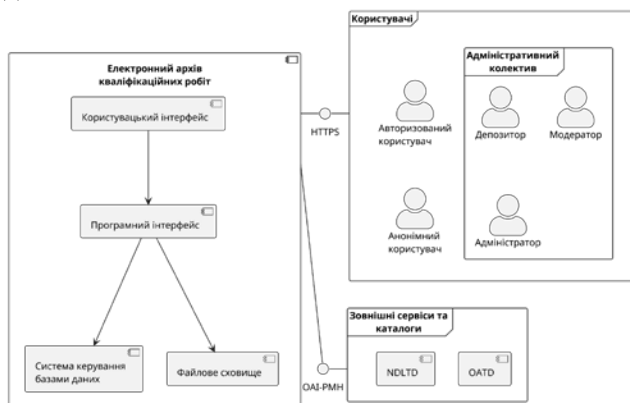 Електронний архів
кваліфікаційних робіт
Користувацький інтерфейс
Програмний інтерфейс
Система керування
базами даних
Файлове сховище
HTTPS
OAI-PMH
Користувачі
Авторизований
користувач
Анонімний
користувач
Адміністративний
колектив
Депозитор
Модератор
Адміністратор
Зовнішні сервіси та
каталоги
NDLTD
OATD